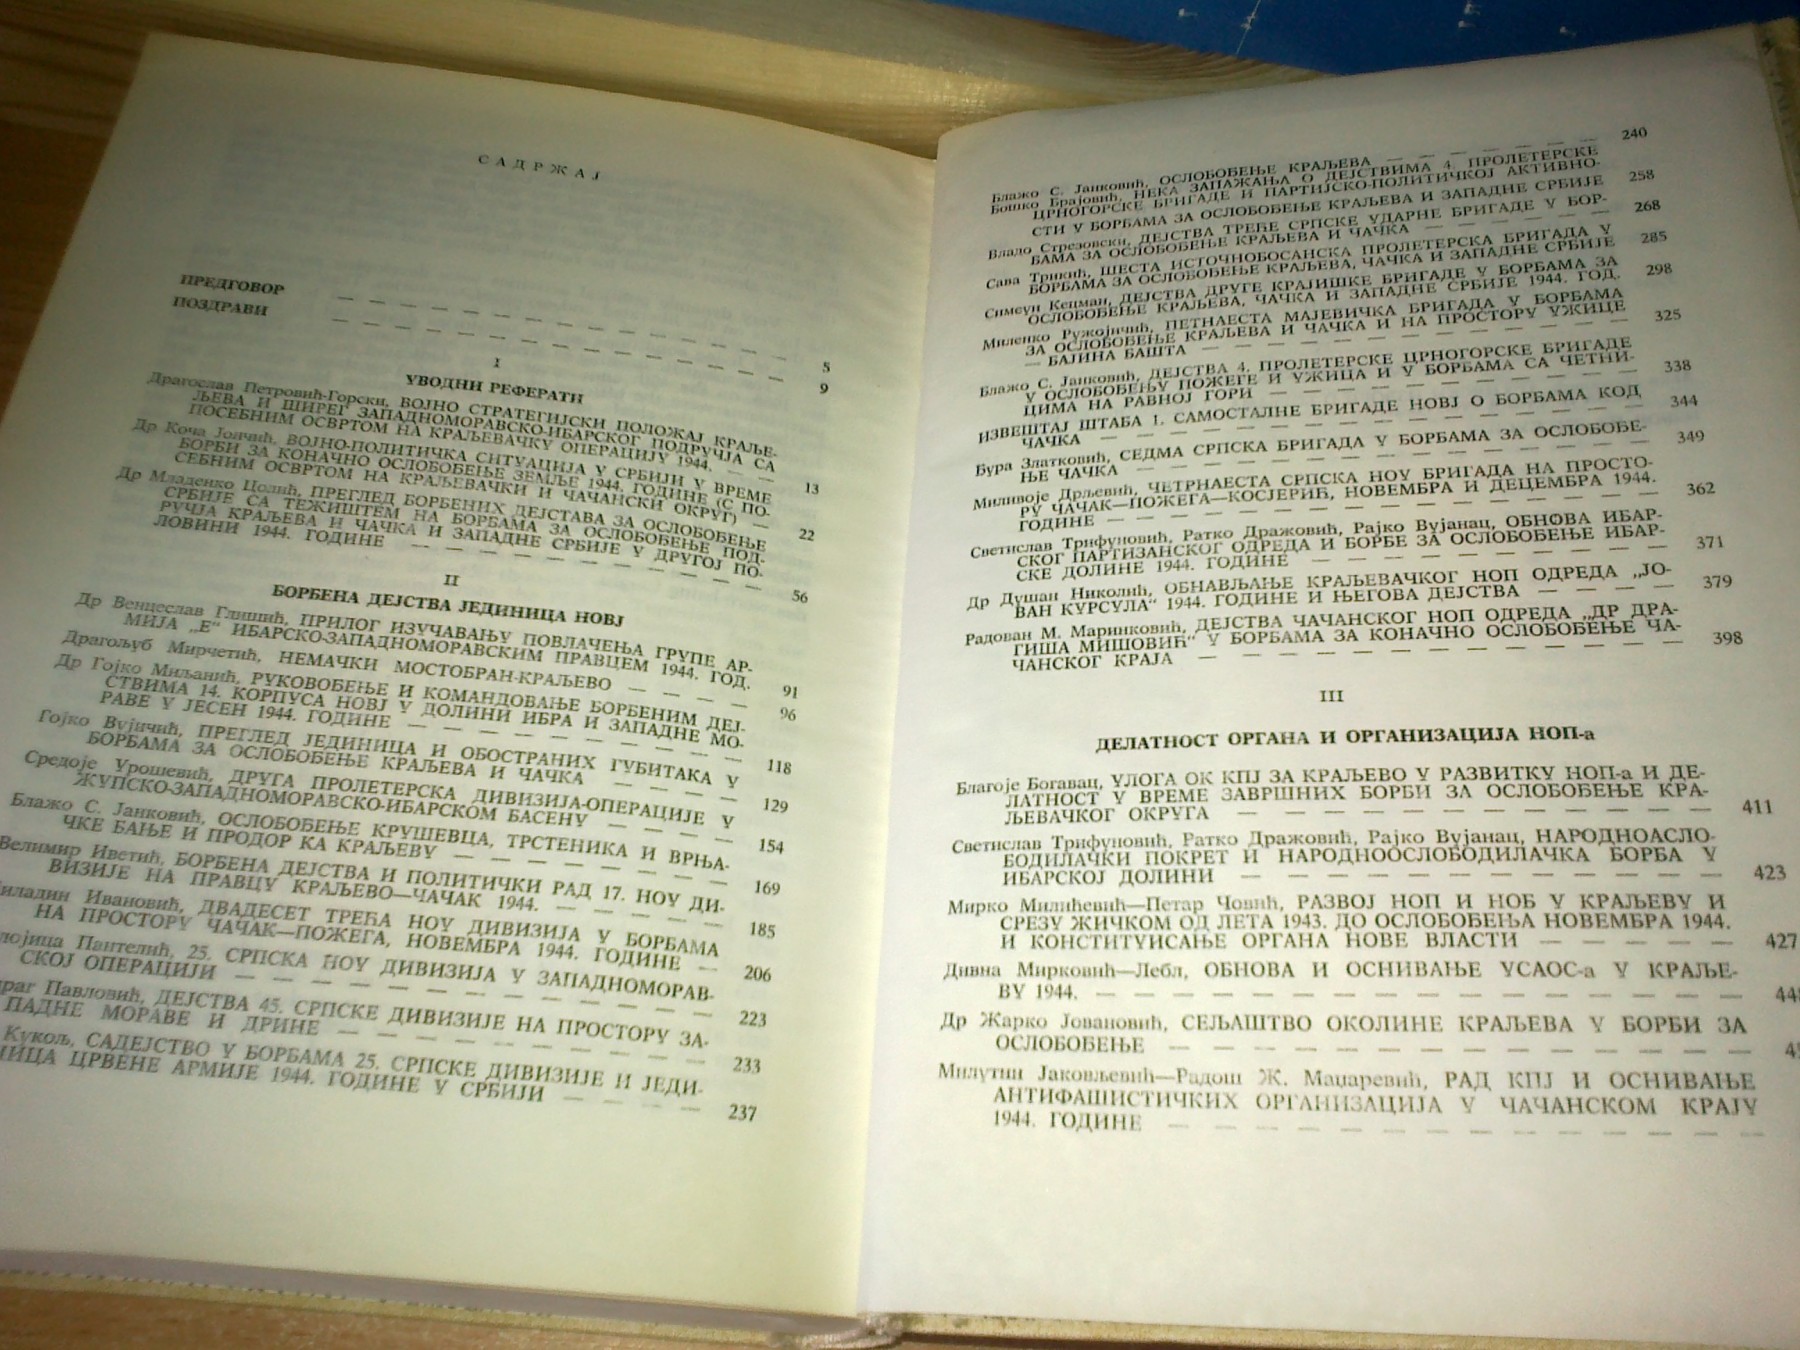 САДРЖАЈ
ПРЕДГОВОР — — — — — — — — — — — — — 5
ПОЗДРАВИ — — — — — — — — — — — — — 9
I
УВОДНИ РЕФЕРАТИ
Драгослав Петровић-Горски, ВОЈНО СТРАТЕГИЈСКИ ПОЛОЖАЈ КРАЉЕ-
ЉЕВА И ШИРЕГ ЗАПАДНОМОРАВСКО-ИБАРСКОГ ПОДРУЧЈА СА
ПОСЕБНИМ ОСВРТОМ НА КРАЉЕВАЧКУ ОПЕРАЦИЈУ 1944. — — 13
Др Коча Јончић, ВОЈНО-ПОЛИТИЧКА СИТУАЦИЈА У СРБИЈИ У ВРЕМЕ
БОРБИ ЗА КОНАЧНО ОСЛОБОЂЕЊЕ ЗЕМЉЕ 1944. ГОДИНЕ (С ПО-
СЕБНИМ ОСВРТОМ НА КРАЉЕВАЧКИ И ЧАЧАНСКИ ОКРУГ) — 22
Др Младенко Цолић, ПРЕГЛЕД БОРБЕНИХ ДЕЈСТАВА ЗА ОСЛОБОЂЕЊЕ
СРБИЈЕ СА ТЕЖИШТЕМ НА БОРБАМА ЗА ОСЛОБОЂЕЊЕ ПОД-
РУЧЈА КРАЉЕВА И ЧАЧКА И ЗАПАДНЕ СРБИЈЕ У ДРУГОЈ ПО-
ЛОВИНИ 1944. ГОДИНЕ — — — — — — — — — — 56
II
БОРБЕНА ДЕЈСТВА ЈЕДИНИЦА НОВЈ
Др Венцеслав Глишић, ПРИЛОГ ИЗУЧАВАЊУ ПОВЛАЧЕЊА ГРУПЕ АР-
МИЈА „Е“ ИБАРСКО-ЗАПАДНОМОРАВСКИМ ПРАВЦЕМ 1944. ГОД. 91
Драгољуб Мирчетић, НЕМАЧКИ МОСТОБРАН-КРАЉЕВО — — — — 96
Др Гојко Миљанић, РУКОВОЂЕЊЕ И КОМАНДОВАЊЕ БОРБЕНИМ ДЕЈ-
СТВИМА 14. КОРПУСА НОВЈ У ДОЛИНИ ИБРА И ЗАПАДНЕ МО-
РАВЕ У ЈЕСЕН 1944. ГОДИНЕ — — — — — — — — — 118
Гојко Вујичић, ПРЕГЛЕД ЈЕДИНИЦА И ОБОСТРАНИХ ГУБИТАКА У
БОРБАМА ЗА ОСЛОБОЂЕЊЕ КРАЉЕВА И ЧАЧКА — — — — 129
Средоје Урошевић, ДРУГА ПРОЛЕТЕРСКА ДИВИЗИЈА-ОПЕРАЦИЈЕ У
ЖУПСКО-ЗАПАДНОМОРАВСКО-ИБАРСКОМ БАСЕНУ — — — — 154
Блажо С. Јанковић, ОСЛОБОЂЕЊЕ КРУШЕВЦА, ТРСТЕНИКА И ВРЊА-
ЧКЕ БАЊЕ И ПРОДОР КА КРАЉЕВУ — — — — — — — 169
Велимир Иветић, БОРБЕНА ДЕЈСТВА И ПОЛИТИЧКИ РАД 17. НОУ ДИ-
ВИЗИЈЕ НА ПРАВЦУ КРАЉЕВО—ЧАЧАК 1944. — — — — — 185
иладин Ивановић, ДВАДЕСЕТ ТРЕЋА НОУ ДИВИЗИЈА У БОРБАМА
НА ПРОСТОРУ ЧАЧАК—ПОЖЕГА, НОВЕМБРА 1944. ГОДИНЕ — 206
лојица Пантелић, 25. СРПСКА НОУ ДИВИЗИЈА У ЗАПАДНОМОРАВ-
СКОЈ ОПЕРАЦИЈИ — — — — — — — — — — — 223
раг Павловић, ДЕЈСТВА 45. СРПСКЕ ДИВИЗИЈЕ НА ПРОСТОРУ ЗА-
ПАДНЕ МОРАВЕ И ДРИНЕ — — — — — — — — — 233
Кукољ, САДЕЈСТВО У БОРБАМА 25. СРПСКЕ ДИВИЗИЈЕ И ЈЕДИ-
НИЦА ЦРВЕНЕ АРМИЈЕ 1944. ГОДИНЕ У СРБИЈИ — — — — 237
Блажо С. Јанковић, ОСЛОБОЂЕЊЕ КРАЉЕВА — — — — — — — 240
Бошко Брајовић, НЕКА ЗАПАЖАЊА О ДЕЈСТВИМА 4. ПРОЛЕТЕРСКЕ
ЦРНОГОРСКЕ БРИГАДЕ И ПАРТИЈСКО-ПОЛИТИЧКОЈ АКТИВНО-
СТИ У БОРБАМА ЗА ОСЛОБОЂЕЊЕ КРАЉЕВА И ЗАПАДНЕ СРБИЈЕ 258
Владо Стрезовски, ДЕЈСТВА ТРЕЋЕ СРПСКЕ УДАРНЕ БРИГАДЕ У БОР-
БАМА ЗА ОСЛОБОЂЕЊЕ КРАЉЕВА И ЧАЧКА — — — — — 268
Сава Трикић, ШЕСТА ИСТОЧНОБОСАНСКА ПРОЛЕТЕРСКА БРИГАДА У
БОРБАМА ЗА ОСЛОБОЂЕЊЕ КРАЉЕВА, ЧАЧКА И ЗАПАДНЕ СРБИЈЕ 285
Симеун Кецман, ДЕЈСТВА ДРУГЕ КРАЈИШКЕ БРИГАДЕ У БОРБАМА ЗА
ОСЛОБОЂЕЊЕ КРАЉЕВА, ЧАЧКА И ЗАПАДНЕ СРБИЈЕ 1944. ГОД. 298
Миленко Ружојичић, ПЕТНАЕСТА МАЈЕВИЧКА БРИГАДА У БОРБАМА
ЗА ОСЛОБОЂЕЊЕ КРАЉЕВА И ЧАЧКА И НА ПРОСТОРУ УЖИЦЕ
— БАЈИНА БАШТА — — — — — — — — — — — 325
Блажо С. Јанковић, ДЕЈСТВА 4. ПРОЛЕТЕРСКЕ ЦРНОГОРСКЕ БРИГАДЕ
У ОСЛОБОЂЕЊУ ПОЖЕГЕ И УЖИЦА И У БОРБАМА СА ЧЕТНИ-
ЦИМА НА РАВНОЈ ГОРИ — — — — — — — — — 338
ИЗВЕШТАЈ ШТАБА 1. САМОСТАЛНЕ БРИГАДЕ НОВЈ О БОРБАМА КОД
ЧАЧКА — — — — — — — — — — — — — 344
Ђура Златковић, СЕДМА СРПСКА БРИГАДА У БОРБАМА ЗА ОСЛОБОЂЕ-
ЊЕ ЧАЧКА — — — — — — — — — — — — 349
Миливоје Дрљевић, ЧЕТРНАЕСТА СРПСКА НОУ БРИГАДА НА ПРОСТО-
РУ ЧАЧАК—ПОЖЕГА—КОСЈЕРИЋ, НОВЕМБРА И ДЕЦЕМБРА 1944.
ГОДИНЕ — — — — — — — — — — — — — 362
Светислав Трифуновић, Ратко Дражовић, Рајко Вујанац, ОБНОВА ИБАР-
СКОГ ПАРТИЗАНСКОГ ОДРЕДА И БОРБЕ ЗА ОСЛОБОЂЕЊЕ ИБАР-
СКЕ ДОЛИНЕ 1944. ГОДИНЕ — — — — — — — — — 371
Др Душан Николић, ОБНАВЉАЊЕ КРАЉЕВАЧКОГ НОП ОДРЕДА „ЈО-
ВАН КУРСУЛА“ 1944. ГОДИНЕ И ЊЕГОВА ДЕЈСТВА — — — — 379
Радован М. Маринковић, ДЕЈСТВА ЧАЧАНСКОГ НОП ОДРЕДА „ДР ДРА-
ГИША МИШОВИЋ“ У БОРБАМА ЗА КОНАЧНО ОСЛОБОЂЕЊЕ ЧА-
ЧАНСКОГ КРАЈА — — — — — — — — — — — — 398
III
ДЕЛАТНОСТ ОРГАНА И ОРГАНИЗАЦИЈА НОП-а
Благоје Богавац, УЛОГА ОК КПЈ ЗА КРАЉЕВО У РАЗВИТКУ НОП-а И ДЕ-
ЛАТНОСТ У ВРЕМЕ ЗАВРШНИХ БОРБИ ЗА ОСЛОБОЂЕЊЕ КРА-
ЉЕВАЧКОГ ОКРУГА — — — — — — — — — — — 411
Светислав Трифуновић, Ратко Дражовић, Рајко Вујанац, НАРОДНОАСЛО-
БОДИЛАЧКИ ПОКРЕТ И НАРОДНООСЛОБОДИЛАЧКА БОРБА У
ИБАРСКОЈ ДОЛИНИ — — — — — — — — — — — 423
Мирко Милићевић—Петар Човић, РАЗВОЈ НОП И НОБ У КРАЉЕВУ И
СРЕЗУ ЖИЧКОМ ОД ЛЕТА 1943. ДО ОСЛОБОЂЕЊА НОВЕМБРА 1944.
И КОНСТИТУИСАЊЕ ОРГАНА НОВЕ ВЛАСТИ — — — — — 427
Дивна Мирковић—Лебл, ОБНОВА И ОСНИВАЊЕ УСАОС-а У КРАЉЕ-
ВУ 1944. — — — — — — — — — — — — — — 448
Др Жарко Јовановић, СЕЉАШТВО ОКОЛИНЕ КРАЉЕВА У БОРБИ ЗА
ОСЛОБОЂЕЊЕ — — — — — — — — — — — — —
Милутин Јаковљевић—Радош Ж. Маџаревић, РАД КПЈ И ОСНИВАЊЕ
АНТИФАШИСТИЧКИХ ОРГАНИЗАЦИЈА У ЧАЧАНСКОМ КРАЈУ
1944. ГОДИНЕ — — — — — — — — — — — — —